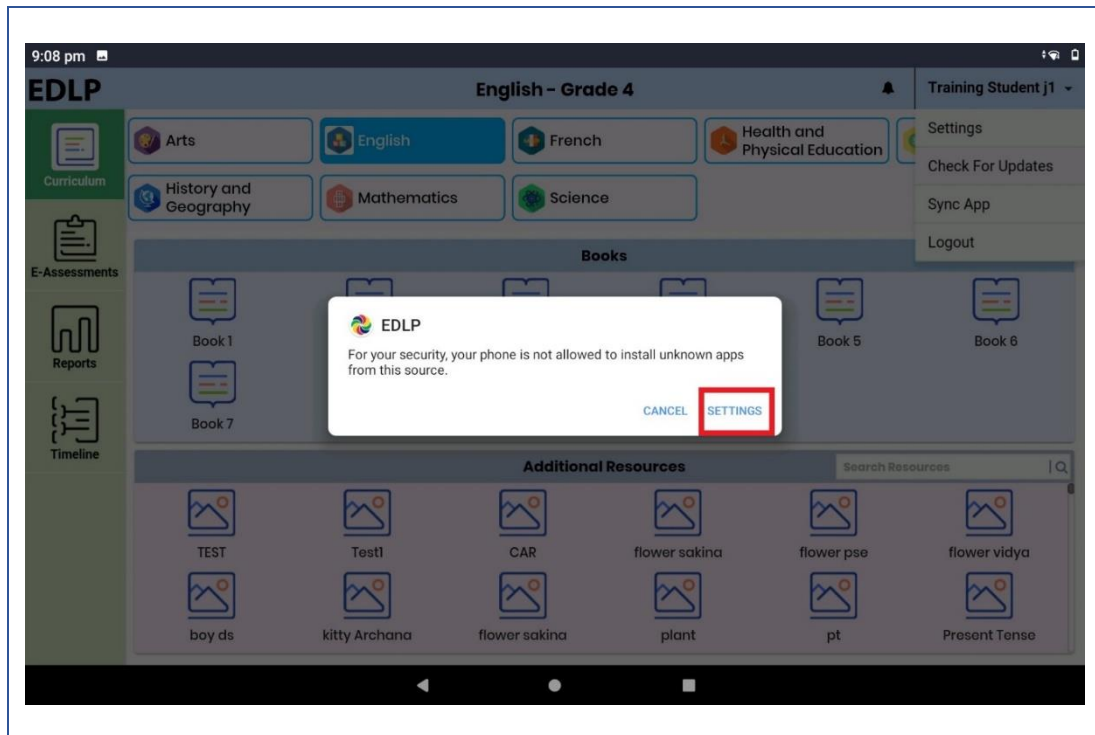 9:08 pm
EDLP
English - Grade 4
Training Student j1
Settings
Check For Updates
Sync App
Logout
Curriculum
E-Assessments
Reports
Timeline
Arts
English
French
Health and
Physical Education
History and
Geography
Mathematics
Science
Books
Book 1
Book 5
Book 6
Book 7
EDLP
For your security, your phone is not allowed to install unknown apps
from this source.
CANCEL
SETTINGS
Additional Resources
Search Resources
TEST
Test1
CAR
flower sakina
flower pse
flower vidya
boy ds
kitty Archana
flower sakina
plant
pt
Present Tense